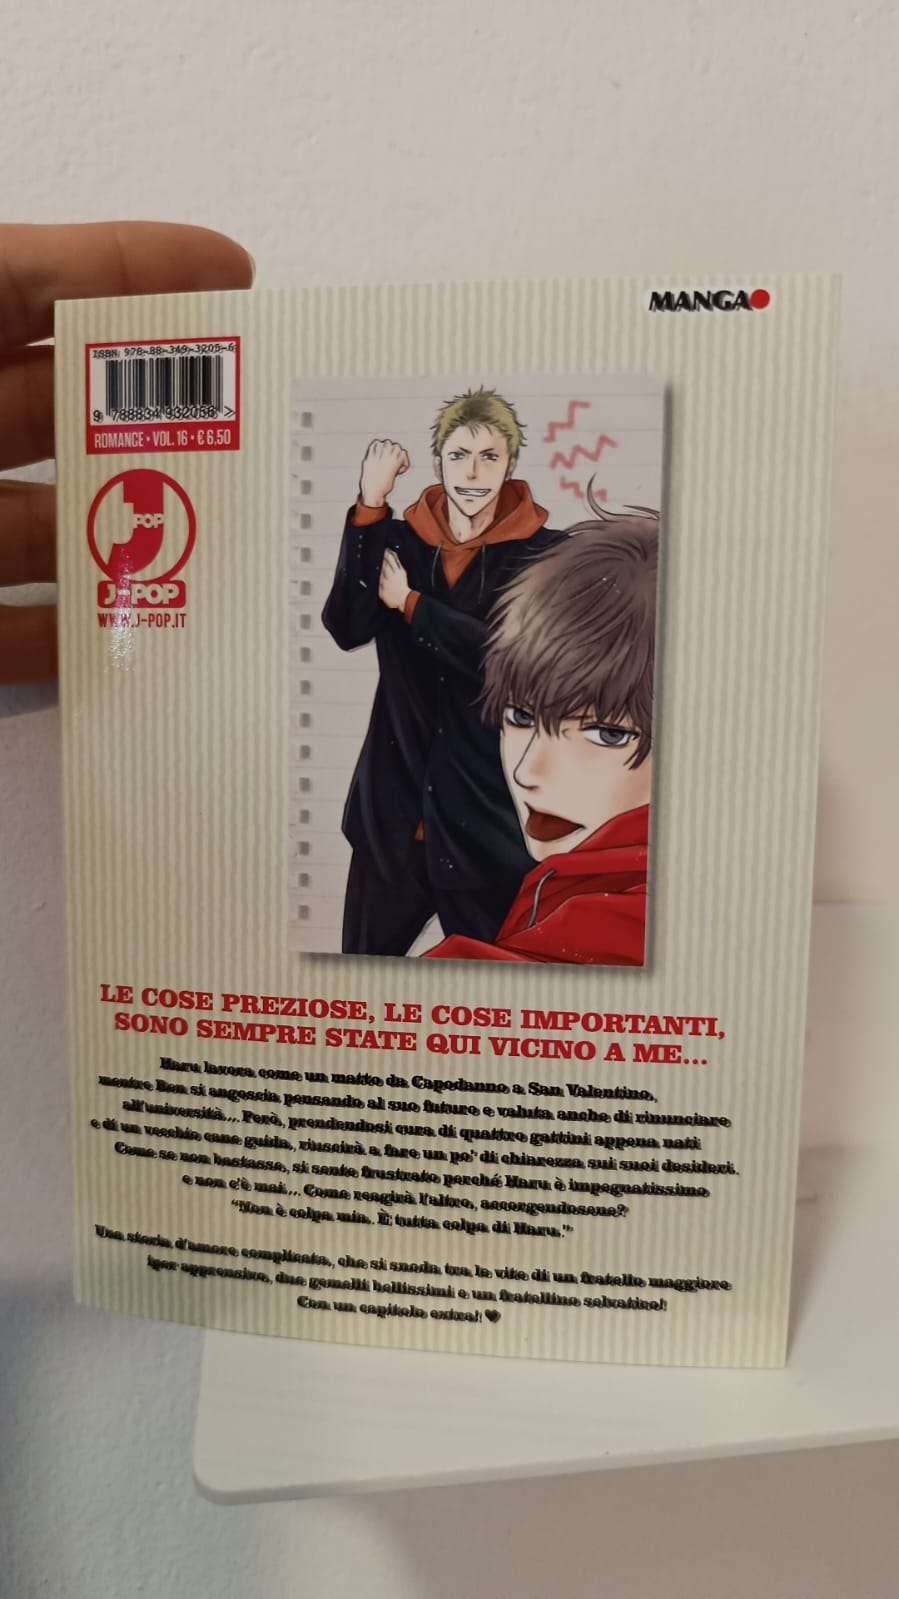 MANGA
ISBN: 978-88-349-3205-6
9 788834 932056 >
ROMANCE • VOL. 16 • € 6,50
J POP
J-POP
WWW.J-POP.IT
LE COSE PREZIOSE, LE COSE IMPORTANTI,
SONO SEMPRE STATE QUI VICINO A ME...
Haru lavora come un matto da Capodanno a San Valentino,
mentre Ren si angoscia pensando al suo futuro e valuta anche di rinunciare
all'università... Però, prendendosi cura di quattro gattini appena nati
e di un vecchio cane guida, riuscirà a fare un po' di chiarezza sui suoi desideri.
Come se non bastasse, si sente frustrato perché Haru è impegnatissimo
e non c'è mai... Come reagirà l'altro, accorgendosene?
"Non è colpa mia. È tutta colpa di Haru."
Una storia d'amore complicata, che si snoda tra le vite di un fratello maggiore
iper apprensivo, due gemelli bellissimi e un fratellino selvatico!
Con un capitolo extra! ♥